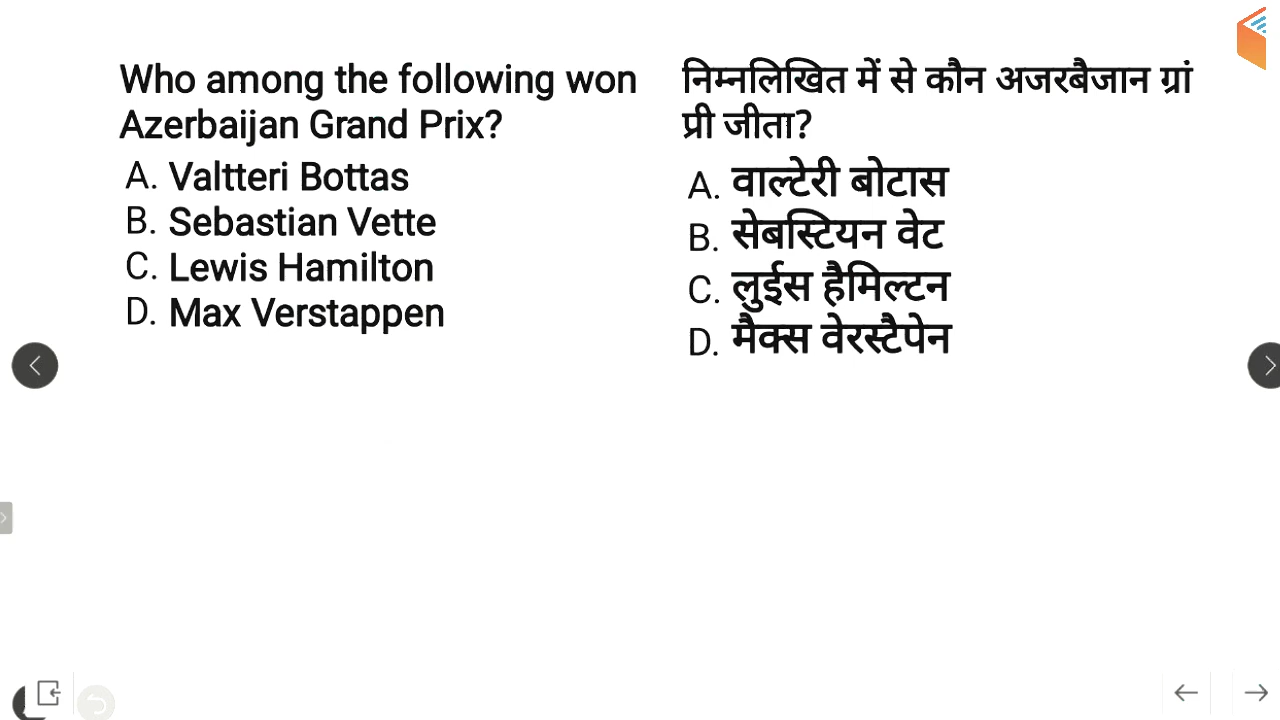 Who among the following won
Azerbaijan Grand Prix?
A. Valtteri Bottas
B. Sebastian Vette
C. Lewis Hamilton
D. Max Verstappen
निम्नलिखित में से कौन अजरबैजान ग्रां
प्री जीता?
A. वाल्टेरी बोटास
B. सेबस्टियन वेट
C. लुईस हैमिल्टन
D. मैक्स वेरस्टैपेन